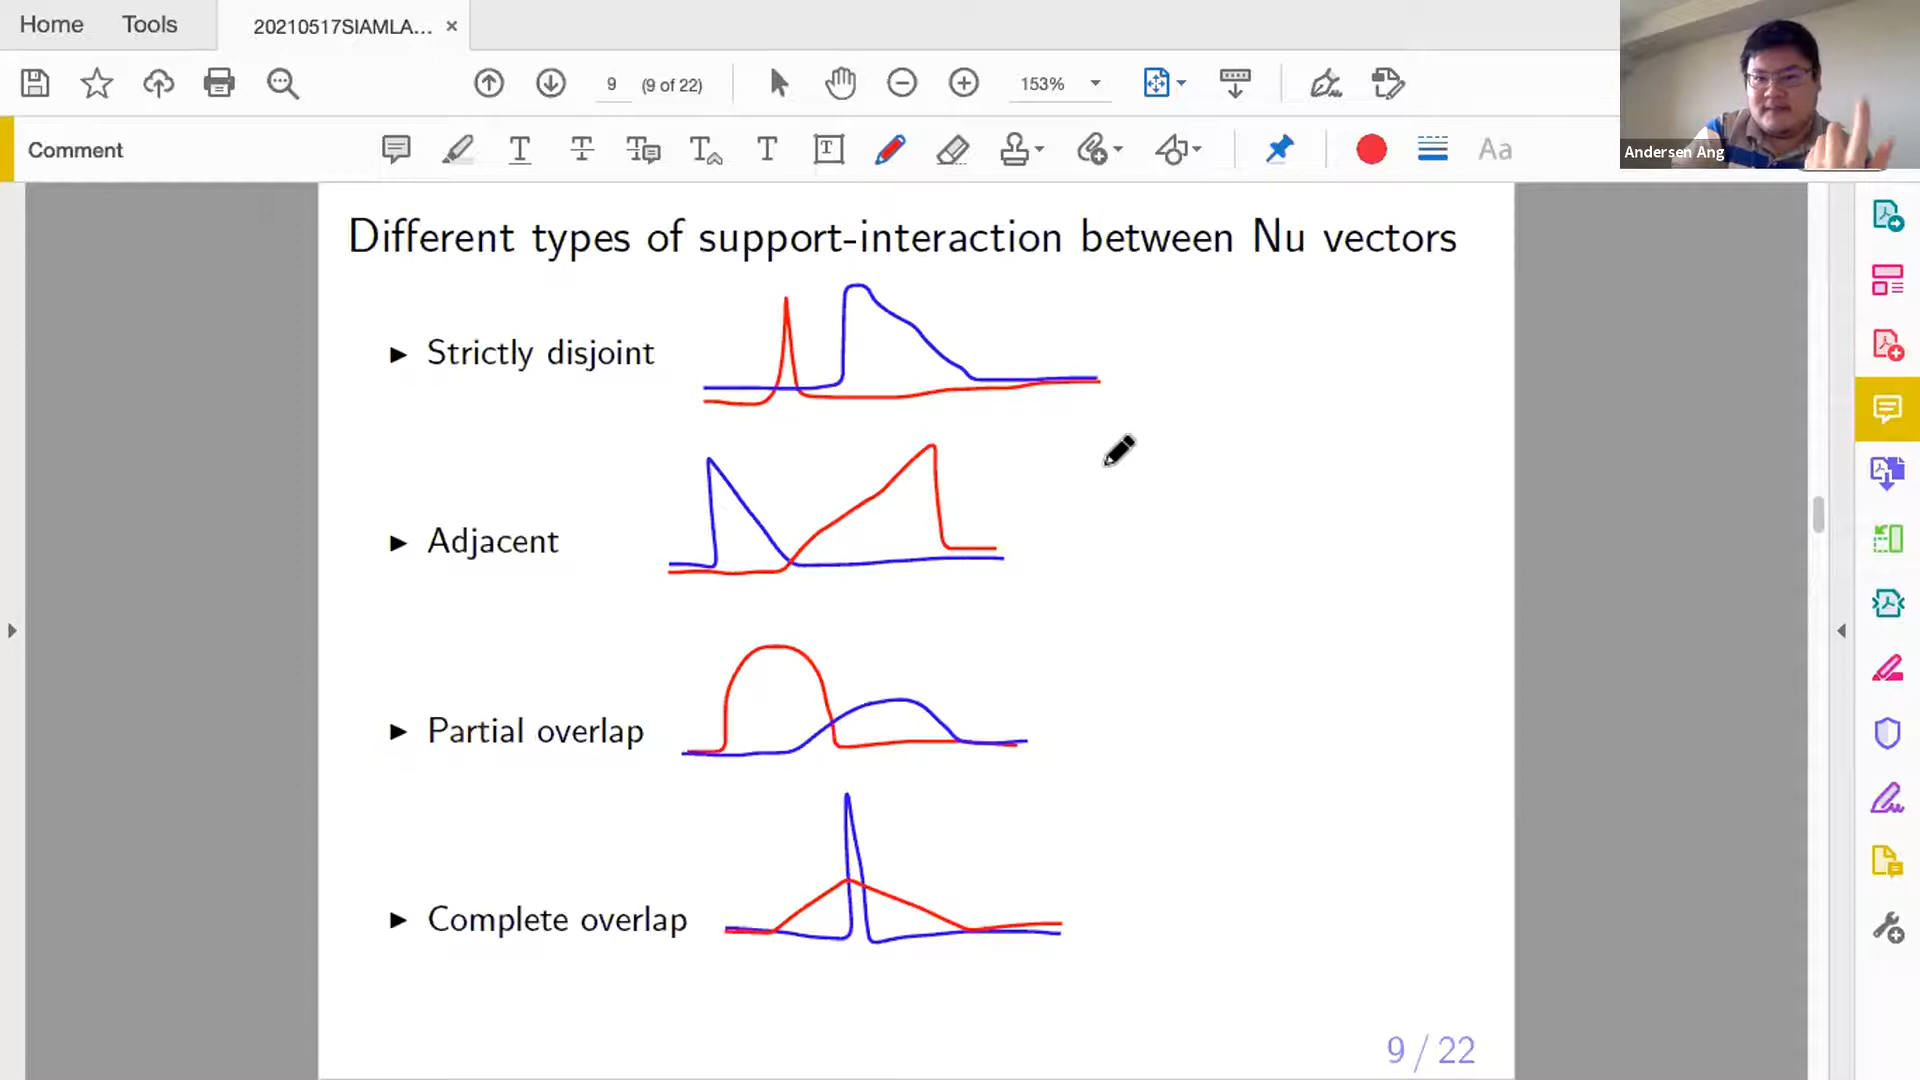 Home Tools 20210517SIAMLA... ×
9 (9 of 22) 153%
Comment
Aa
Andersen Ang
Different types of support-interaction between Nu vectors
▶ Strictly disjoint
▶ Adjacent
▶ Partial overlap
▶ Complete overlap
9 / 22